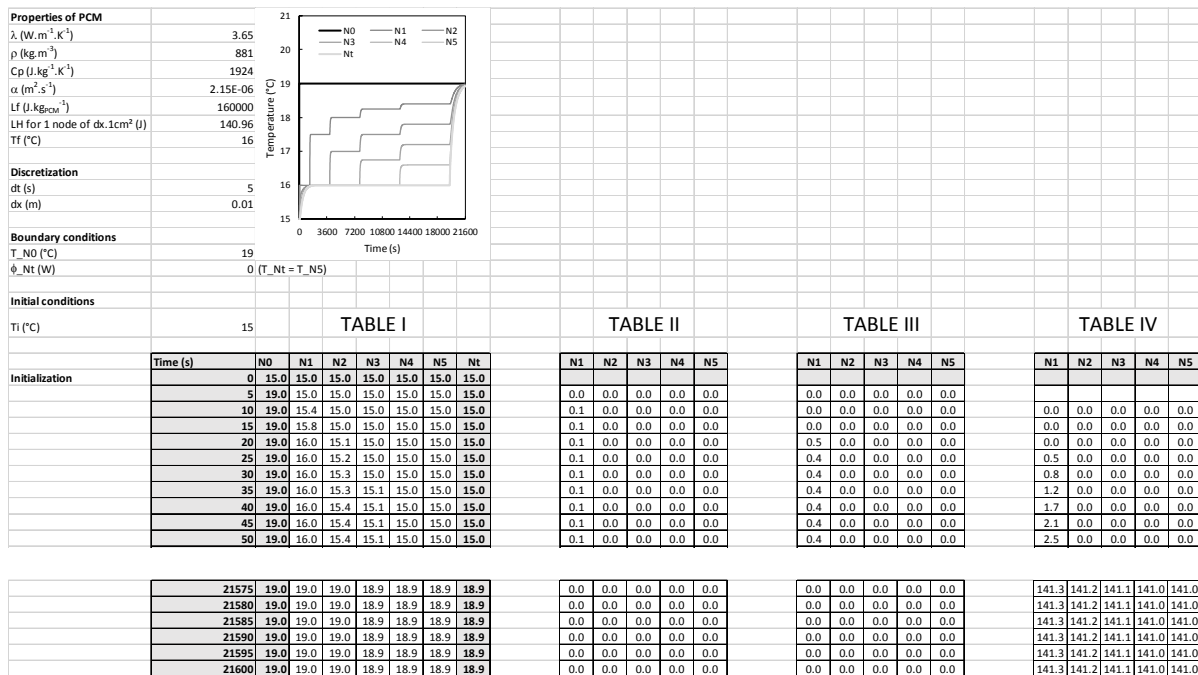 Properties of PCM
λ (W.m-1.K-1) 3.65
ρ (kg.m-3) 881
Cp (J.kg-1.K-1) 1924
α (m2.s-1) 2.15E-06
Lf (J.kgPCM-1) 160000
LH for 1 node of dx.1cm² (J) 140.96
Tf (°C) 16
Discretization
dt (s) 5
dx (m) 0.01
Boundary conditions
T_N0 (°C) 19
ϕ_Nt (W) 0 (T_Nt = T_N5)
Initial conditions
Ti (°C) 15
21
20
19
18
17
16
15
Temperature (°C)
N0 N1 N2
N3 N4 N5
Nt
0 3600 7200 10800 14400 18000 21600
Time (s)
TABLE I TABLE II TABLE III TABLE IV
Time (s) N0 N1 N2 N3 N4 N5 Nt N1 N2 N3 N4 N5 N1 N2 N3 N4 N5 N1 N2 N3 N4 N5
Initialization 0 15.0 15.0 15.0 15.0 15.0 15.0 15.0
5 19.0 15.0 15.0 15.0 15.0 15.0 15.0 0.0 0.0 0.0 0.0 0.0 0.0 0.0 0.0 0.0 0.0
10 19.0 15.4 15.0 15.0 15.0 15.0 15.0 0.1 0.0 0.0 0.0 0.0 0.0 0.0 0.0 0.0 0.0 0.0 0.0 0.0 0.0 0.0
15 19.0 15.8 15.0 15.0 15.0 15.0 15.0 0.1 0.0 0.0 0.0 0.0 0.0 0.0 0.0 0.0 0.0 0.0 0.0 0.0 0.0 0.0
20 19.0 16.0 15.1 15.0 15.0 15.0 15.0 0.1 0.0 0.0 0.0 0.0 0.5 0.0 0.0 0.0 0.0 0.0 0.0 0.0 0.0 0.0
25 19.0 16.0 15.2 15.0 15.0 15.0 15.0 0.1 0.0 0.0 0.0 0.0 0.4 0.0 0.0 0.0 0.0 0.5 0.0 0.0 0.0 0.0
30 19.0 16.0 15.3 15.0 15.0 15.0 15.0 0.1 0.0 0.0 0.0 0.0 0.4 0.0 0.0 0.0 0.0 0.8 0.0 0.0 0.0 0.0
35 19.0 16.0 15.3 15.1 15.0 15.0 15.0 0.1 0.0 0.0 0.0 0.0 0.4 0.0 0.0 0.0 0.0 1.2 0.0 0.0 0.0 0.0
40 19.0 16.0 15.4 15.1 15.0 15.0 15.0 0.1 0.0 0.0 0.0 0.0 0.4 0.0 0.0 0.0 0.0 1.7 0.0 0.0 0.0 0.0
45 19.0 16.0 15.4 15.1 15.0 15.0 15.0 0.1 0.0 0.0 0.0 0.0 0.4 0.0 0.0 0.0 0.0 2.1 0.0 0.0 0.0 0.0
50 19.0 16.0 15.4 15.1 15.0 15.0 15.0 0.1 0.0 0.0 0.0 0.0 0.4 0.0 0.0 0.0 0.0 2.5 0.0 0.0 0.0 0.0
21575 19.0 19.0 19.0 18.9 18.9 18.9 18.9 0.0 0.0 0.0 0.0 0.0 0.0 0.0 0.0 0.0 0.0 141.3 141.2 141.1 141.0 141.0
21580 19.0 19.0 19.0 18.9 18.9 18.9 18.9 0.0 0.0 0.0 0.0 0.0 0.0 0.0 0.0 0.0 0.0 141.3 141.2 141.1 141.0 141.0
21585 19.0 19.0 19.0 18.9 18.9 18.9 18.9 0.0 0.0 0.0 0.0 0.0 0.0 0.0 0.0 0.0 0.0 141.3 141.2 141.1 141.0 141.0
21590 19.0 19.0 19.0 18.9 18.9 18.9 18.9 0.0 0.0 0.0 0.0 0.0 0.0 0.0 0.0 0.0 0.0 141.3 141.2 141.1 141.0 141.0
21595 19.0 19.0 19.0 18.9 18.9 18.9 18.9 0.0 0.0 0.0 0.0 0.0 0.0 0.0 0.0 0.0 0.0 141.3 141.2 141.1 141.0 141.0
21600 19.0 19.0 19.0 18.9 18.9 18.9 18.9 0.0 0.0 0.0 0.0 0.0 0.0 0.0 0.0 0.0 0.0 141.3 141.2 141.1 141.0 141.0